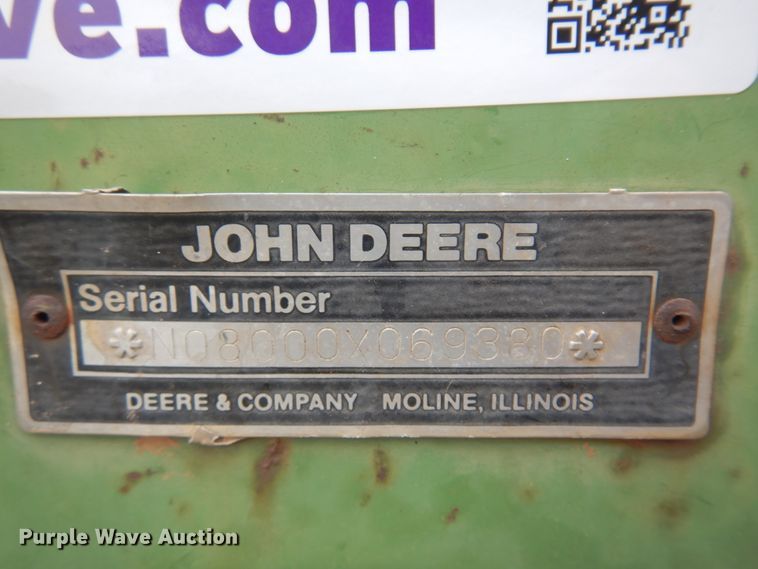 ve.com
JOHN DEERE
Serial Number
*N08000X069380*
DEERE & COMPANY MOLINE, ILLINOIS
Purple Wave Auction